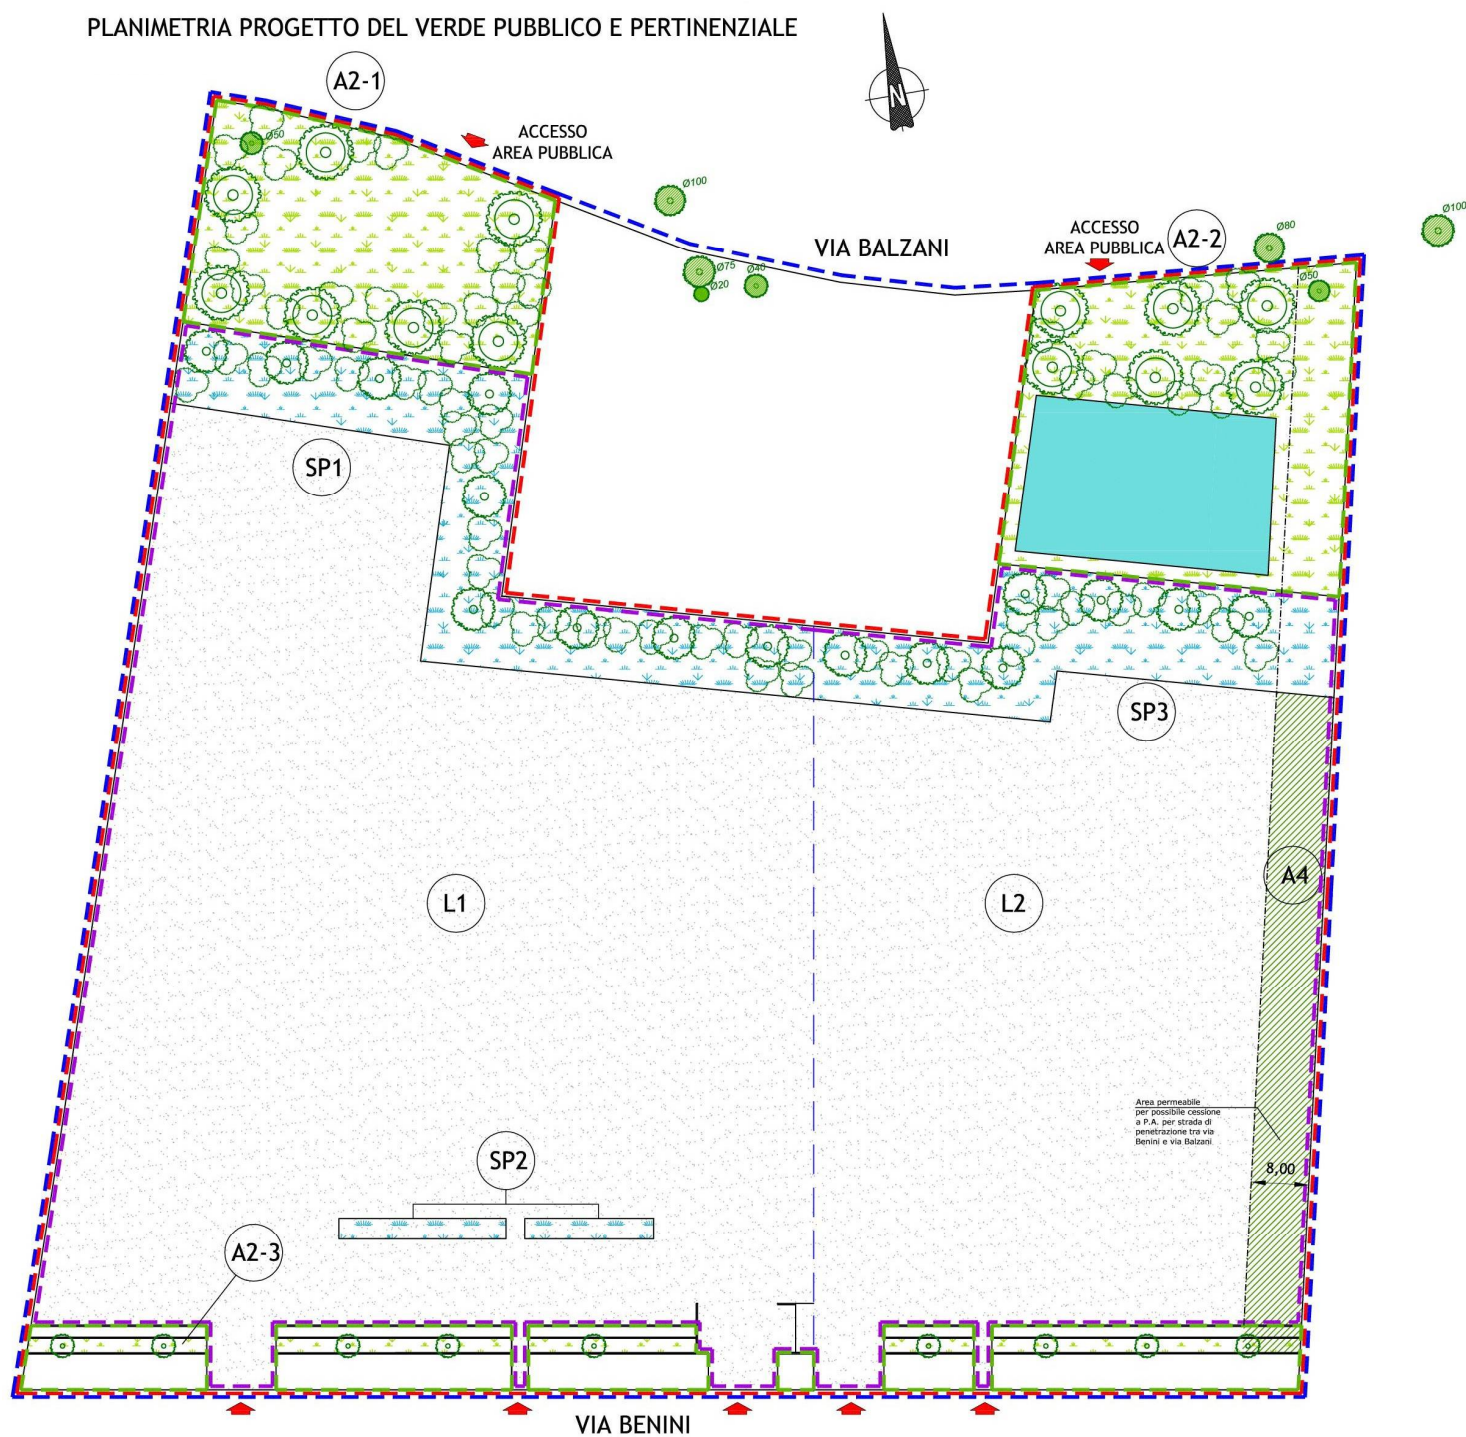 PLANIMETRIA PROGETTO DEL VERDE PUBBLICO E PERTINENZIALE
A2-1
N
ACCESSO
AREA PUBBLICA
Ø50
Ø100
Ø75
Ø20
Ø40
VIA BALZANI
ACCESSO
AREA PUBBLICA
A2-2
Ø80
Ø100
Ø50
SP1
SP3
L1
L2
A4
Area permeabile
per possibile cessione
a P.A. per strada di
penetrazione tra via
Benini e via Balzani
8,00
SP2
A2-3
VIA BENINI